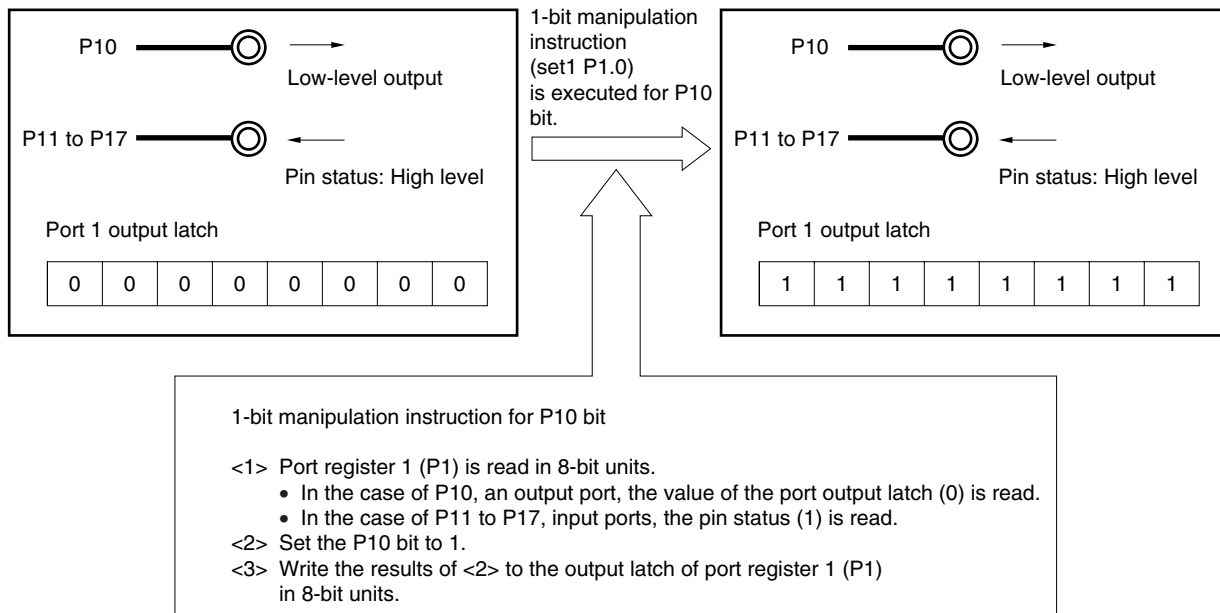 P10
Low-level output
P11 to P17
Pin status: High level
Port 1 output latch
0 0 0 0 0 0 0 0
1-bit manipulation
instruction
(set1 P1.0)
is executed for P10
bit.
P10
Low-level output
P11 to P17
Pin status: High level
Port 1 output latch
1 1 1 1 1 1 1 1
1-bit manipulation instruction for P10 bit
<1> Port register 1 (P1) is read in 8-bit units.
• In the case of P10, an output port, the value of the port output latch (0) is read.
• In the case of P11 to P17, input ports, the pin status (1) is read.
<2> Set the P10 bit to 1.
<3> Write the results of <2> to the output latch of port register 1 (P1)
in 8-bit units.